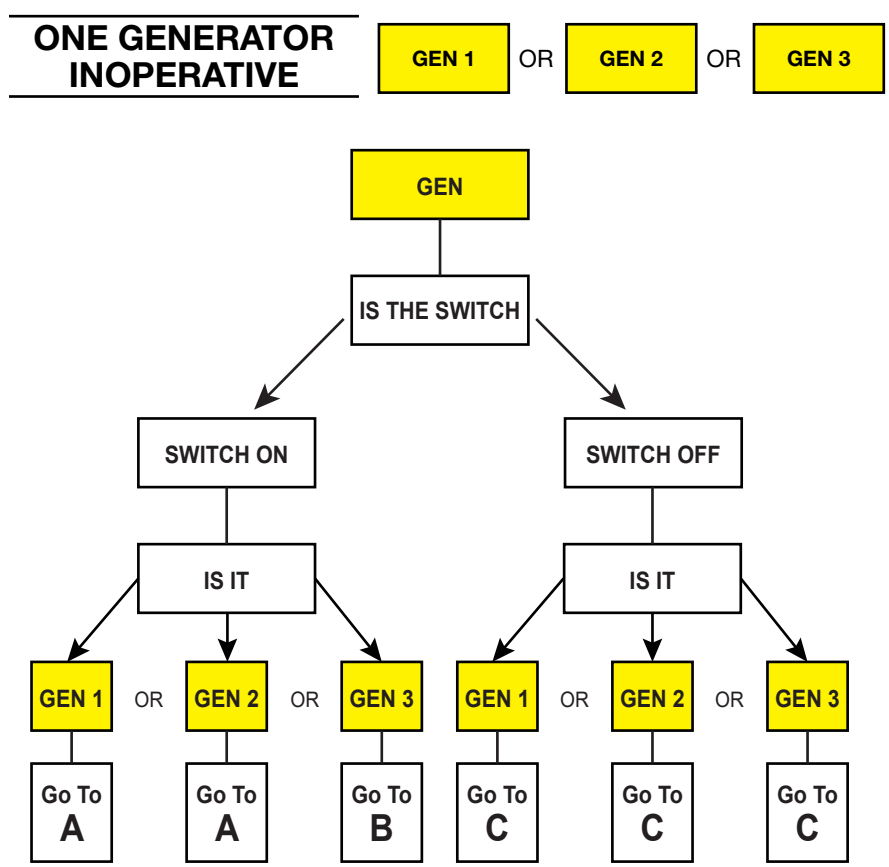 ONE GENERATOR
INOPERATIVE
GEN 1 OR GEN 2 OR GEN 3
GEN
IS THE SWITCH
SWITCH ON
SWITCH OFF
IS IT
IS IT
GEN 1 OR GEN 2 OR GEN 3
GEN 1 OR GEN 2 OR GEN 3
Go To
A
Go To
A
Go To
B
Go To
C
Go To
C
Go To
C